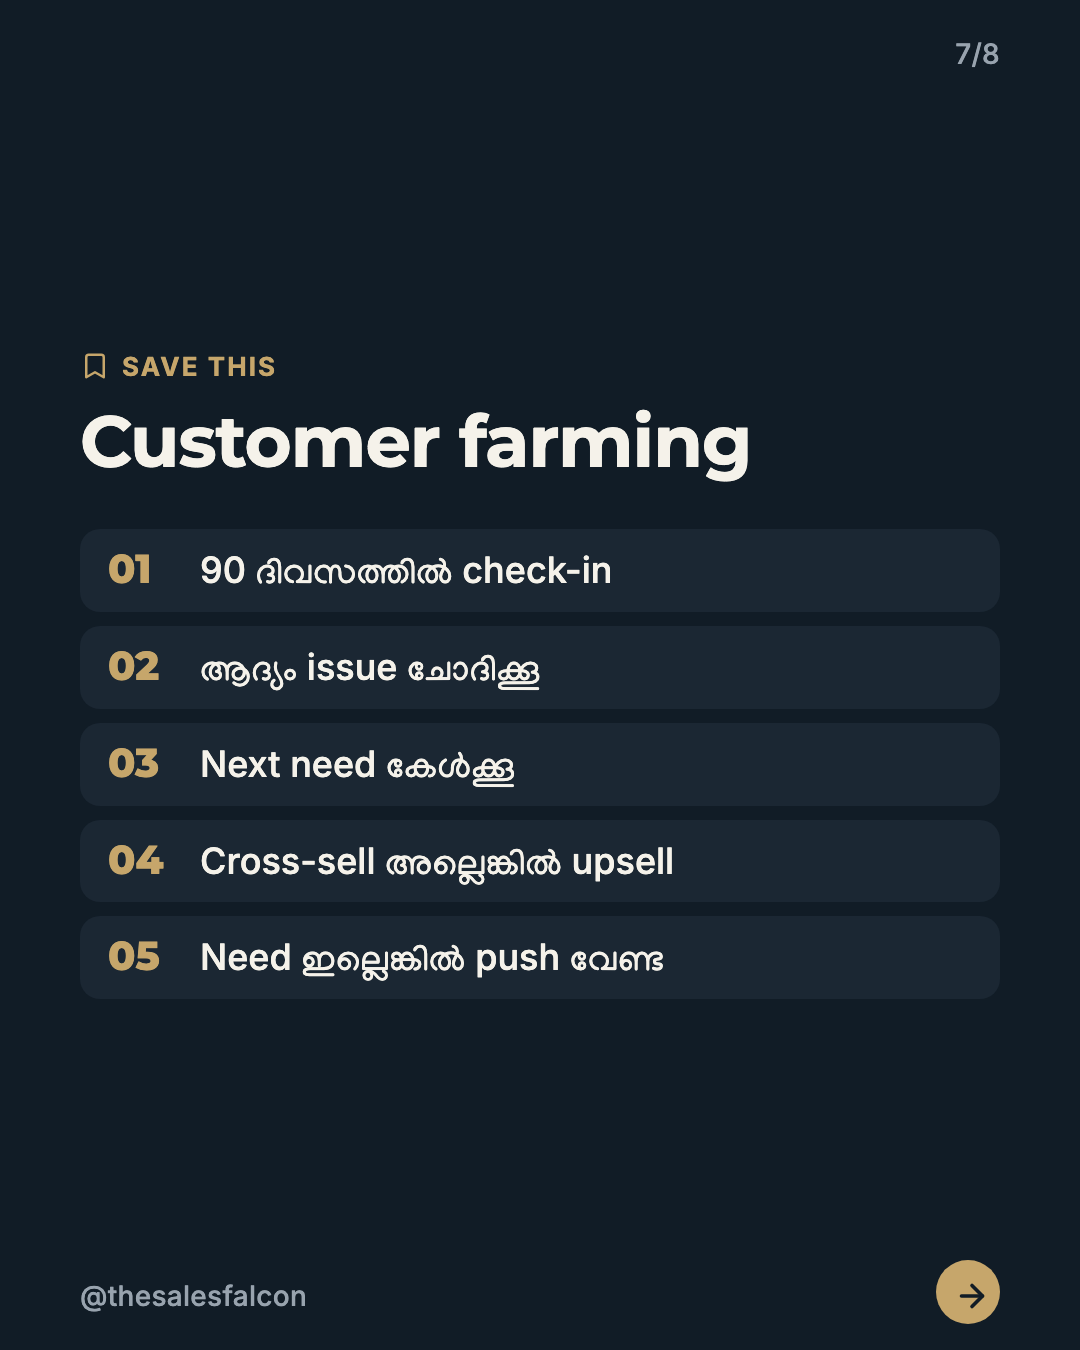 7/8
SAVE THIS
Customer farming
01 90 ദിവസത്തിൽ check-in
02 ആദ്യം issue ചോദിക്കൂ
03 Next need കേൾക്കൂ
04 Cross-sell അല്ലെങ്കിൽ upsell
05 Need ഇല്ലെങ്കിൽ push വേണ്ട
@thesalesfalcon